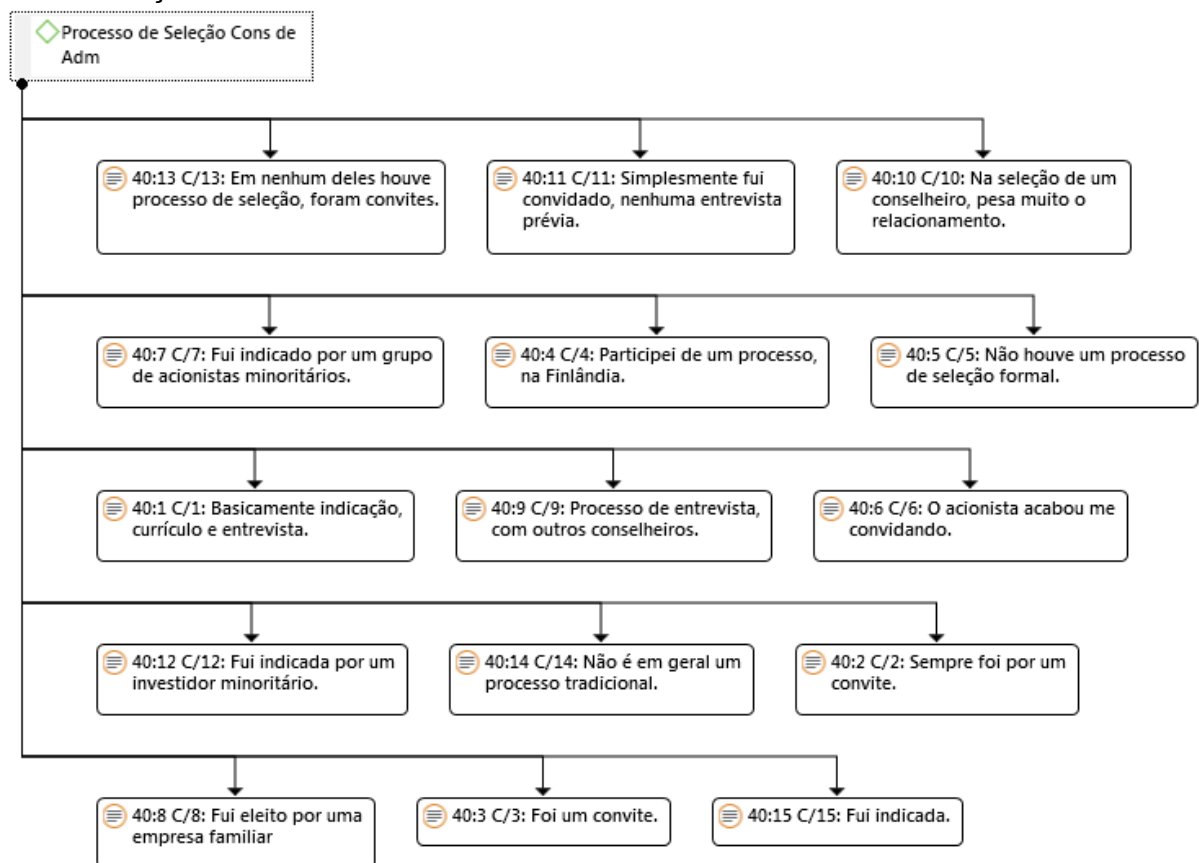 Processo de Seleção Cons de
Adm
40:13 C/13: Em nenhum deles houve
processo de seleção, foram convites.
40:11 C/11: Simplesmente fui
convidado, nenhuma entrevista
prévia.
40:10 C/10: Na seleção de um
conselheiro, pesa muito o
relacionamento.
40:7 C/7: Fui indicado por um grupo
de acionistas minoritários.
40:4 C/4: Participei de um processo,
na Finlândia.
40:5 C/5: Não houve um processo
de seleção formal.
40:1 C/1: Basicamente indicação,
currículo e entrevista.
40:9 C/9: Processo de entrevista,
com outros conselheiros.
40:6 C/6: O acionista acabou me
convidando.
40:12 C/12: Fui indicada por um
investidor minoritário.
40:14 C/14: Não é em geral um
processo tradicional.
40:2 C/2: Sempre foi por um
convite.
40:8 C/8: Fui eleito por uma
empresa familiar
40:3 C/3: Foi um convite.
40:15 C/15: Fui indicada.